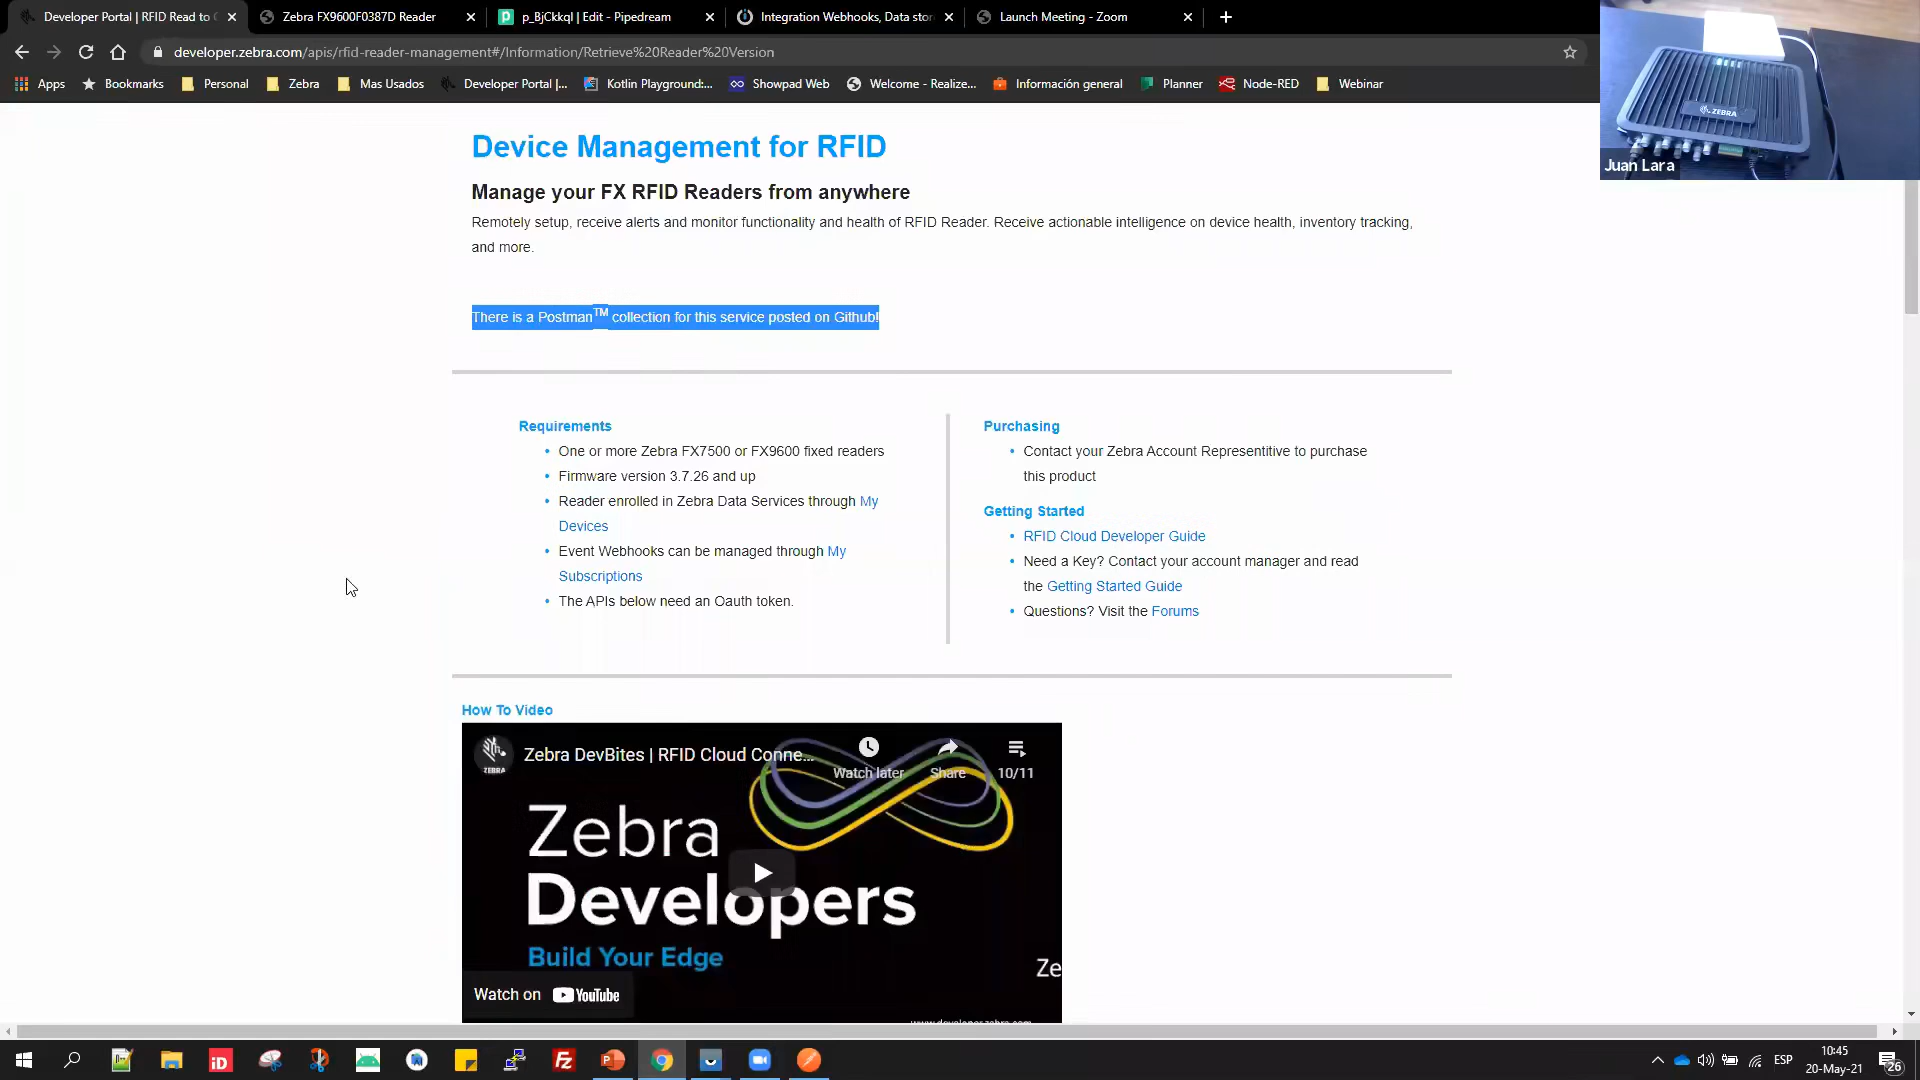 Developer Portal | RFID Read to
Zebra FX9600F0387D Reader
p_BjCkkql | Edit - Pipedream
Integration Webhooks, Data stor
Launch Meeting - Zoom
developer.zebra.com/apis/rfid-reader-management#/Information/Retrieve%20Reader%20Version
Apps
Bookmarks
Personal
Zebra
Mas Usados
Developer Portal |...
Kotlin Playground:...
Showpad Web
Welcome - Realize...
Información general
Planner
Node-RED
Webinar
ZEBRA
Juan Lara
Device Management for RFID
Manage your FX RFID Readers from anywhere
Remotely setup, receive alerts and monitor functionality and health of RFID Reader. Receive actionable intelligence on device health, inventory tracking,
and more.
There is a Postman™ collection for this service posted on Github!
Requirements
• One or more Zebra FX7500 or FX9600 fixed readers
• Firmware version 3.7.26 and up
• Reader enrolled in Zebra Data Services through My
Devices
• Event Webhooks can be managed through My
Subscriptions
• The APIs below need an Oauth token.
Purchasing
• Contact your Zebra Account Representitive to purchase
this product
Getting Started
• RFID Cloud Developer Guide
• Need a Key? Contact your account manager and read
the Getting Started Guide
• Questions? Visit the Forums
How To Video
ZEBRA
Zebra DevBites | RFID Cloud Conne...
Watch later
Share
10/11
Zebra
Developers
Build Your Edge
Ze
Watch on YouTube
www.developer.zebra.com
iD
Fz
P
ESP
10:45
20-May-21
26